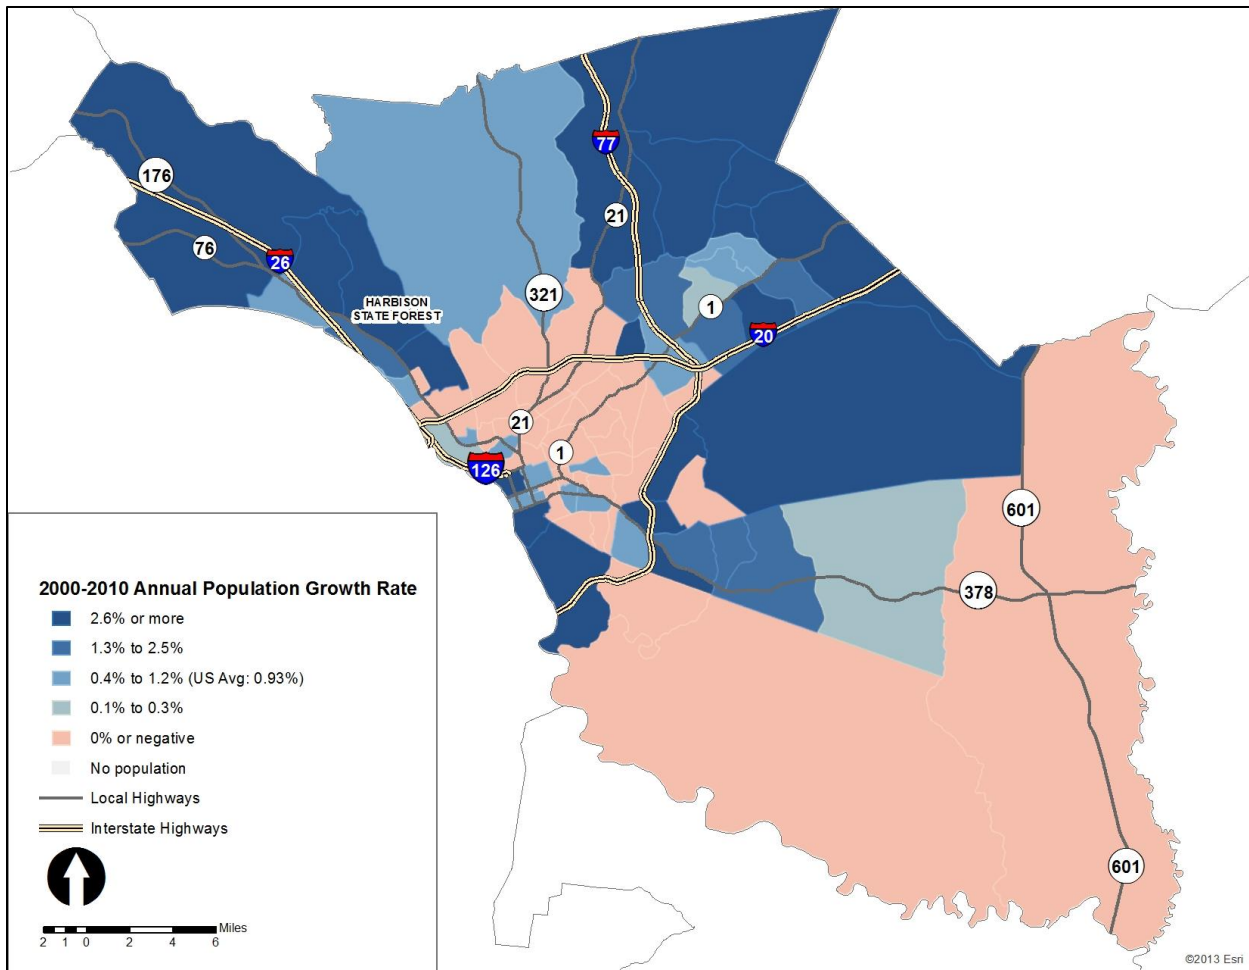 77
176
21
76
26
321
HARBISON
STATE FOREST
1
20
21
1
126
601
378
601
2000-2010 Annual Population Growth Rate
2.6% or more
1.3% to 2.5%
0.4% to 1.2% (US Avg: 0.93%)
0.1% to 0.3%
0% or negative
No population
Local Highways
Interstate Highways
Miles
2 1 0 2 4 6
©2013 Esri